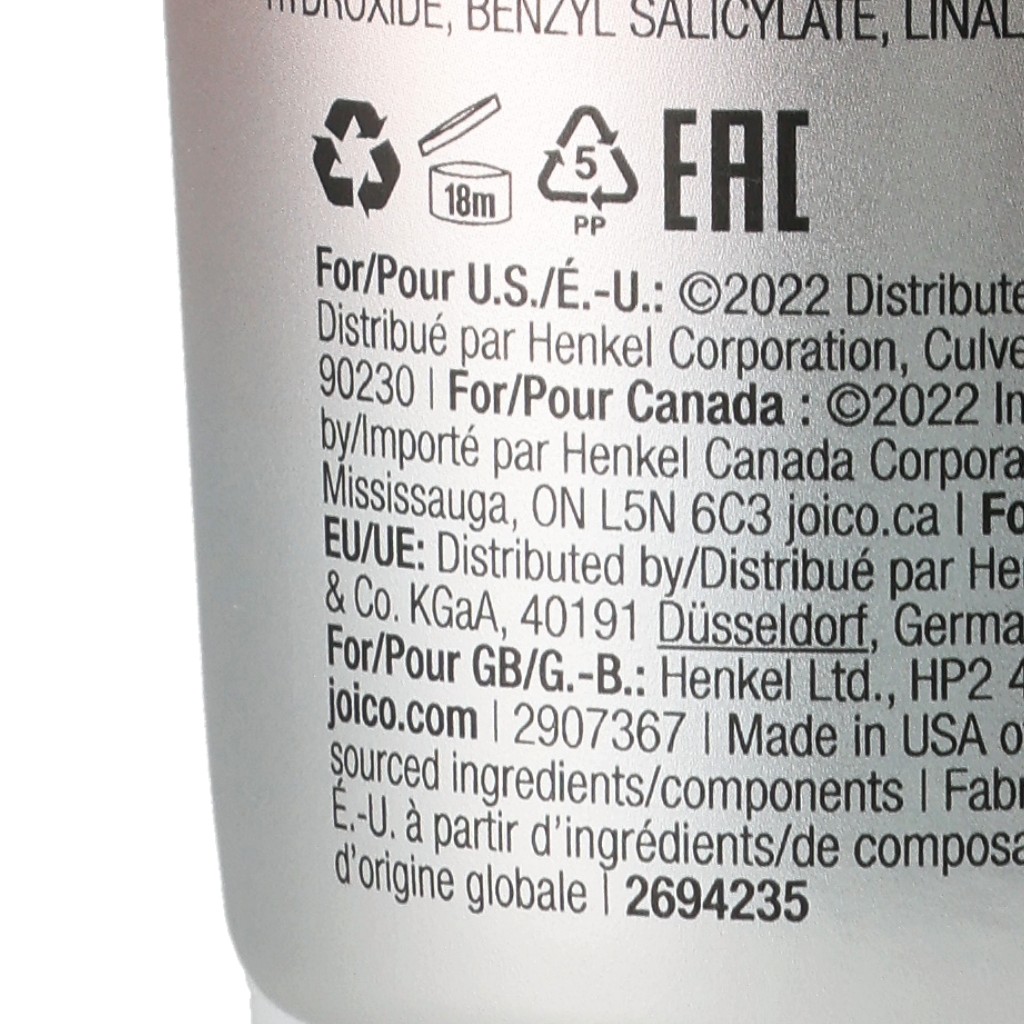 HYDROXIDE, BENZYL SALICYLATE, LINAL
18m 5 EAC
PP
For/Pour U.S./É.-U.: ©2022 Distribute
Distribué par Henkel Corporation, Culve
90230 | For/Pour Canada : ©2022 In
by/Importé par Henkel Canada Corpora
Mississauga, ON L5N 6C3 joico.ca | Fo
EU/UE: Distributed by/Distribué par He
& Co. KGaA, 40191 Düsseldorf, Germa
For/Pour GB/G.-B.: Henkel Ltd., HP2 4
joico.com | 2907367 | Made in USA o
sourced ingredients/components | Fabri
É.-U. à partir d'ingrédients/de composa
d'origine globale | 2694235